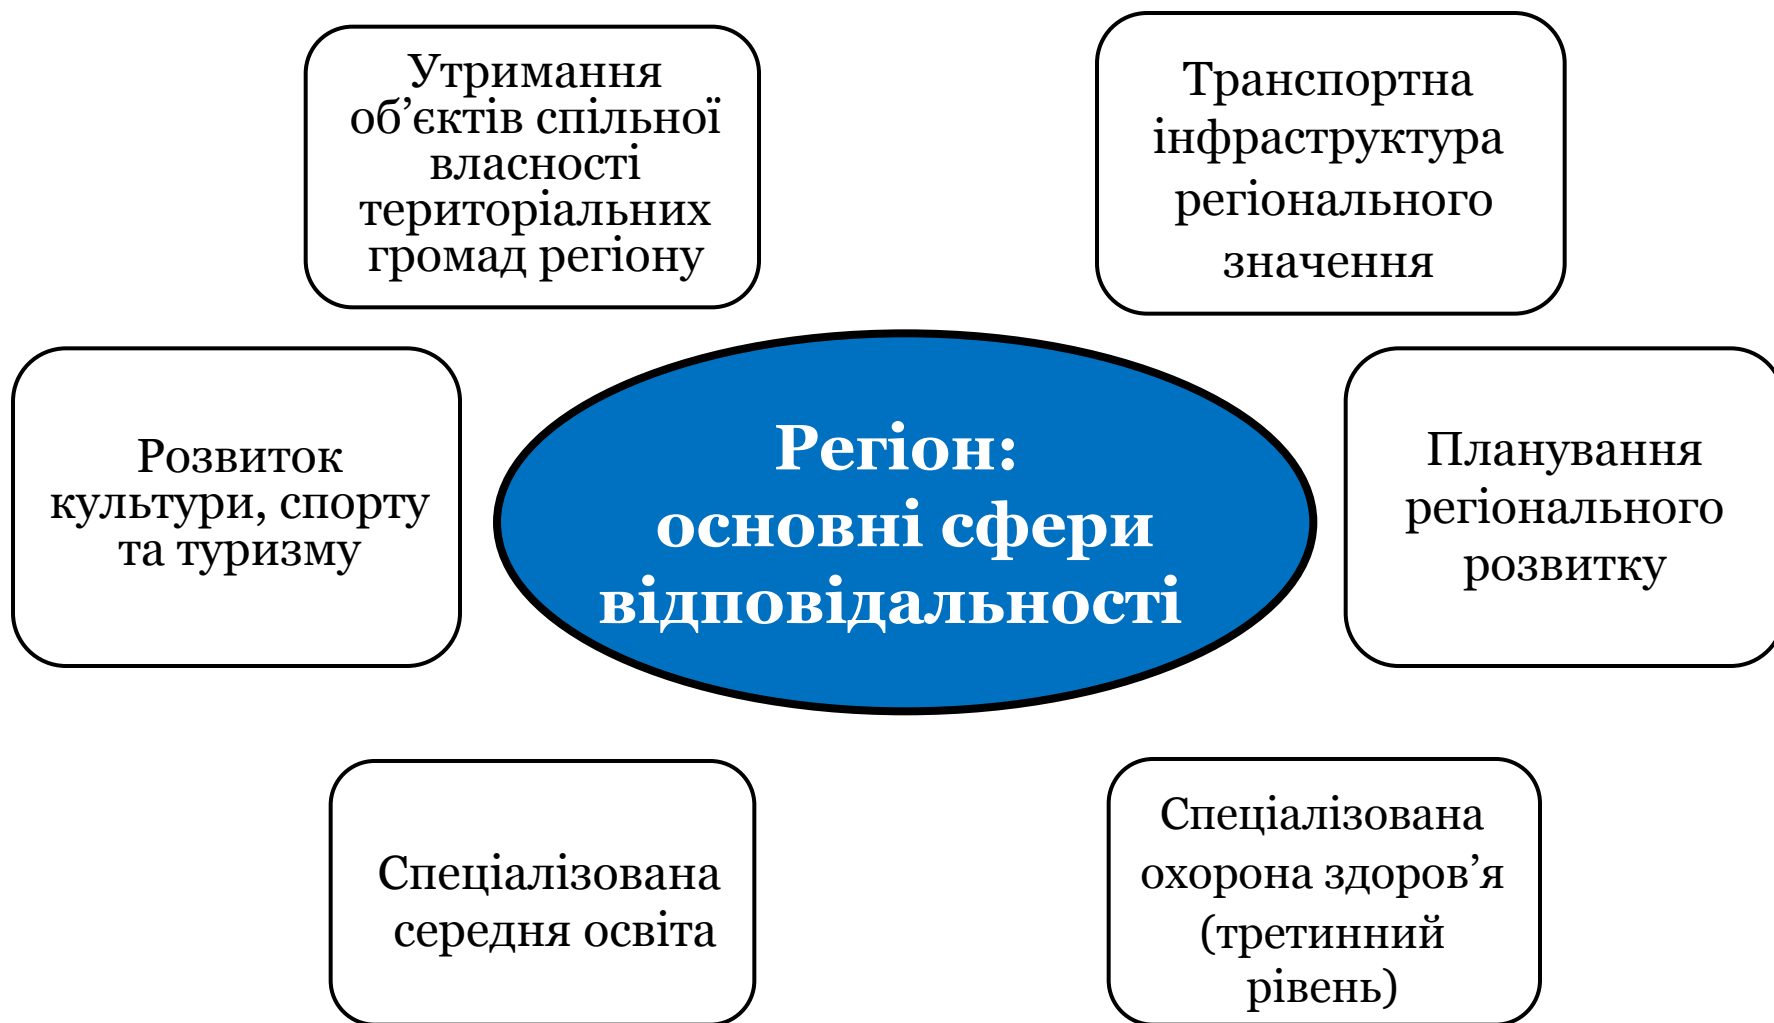 Утримання
об’єктів спільної
власності
територіальних
громад регіону
Транспортна
інфраструктура
регіонального
значення
Розвиток
культури, спорту
та туризму
Регіон:
основні сфери
відповідальності
Планування
регіонального
розвитку
Спеціалізована
середня освіта
Спеціалізована
охорона здоров’я
(третинний
рівень)